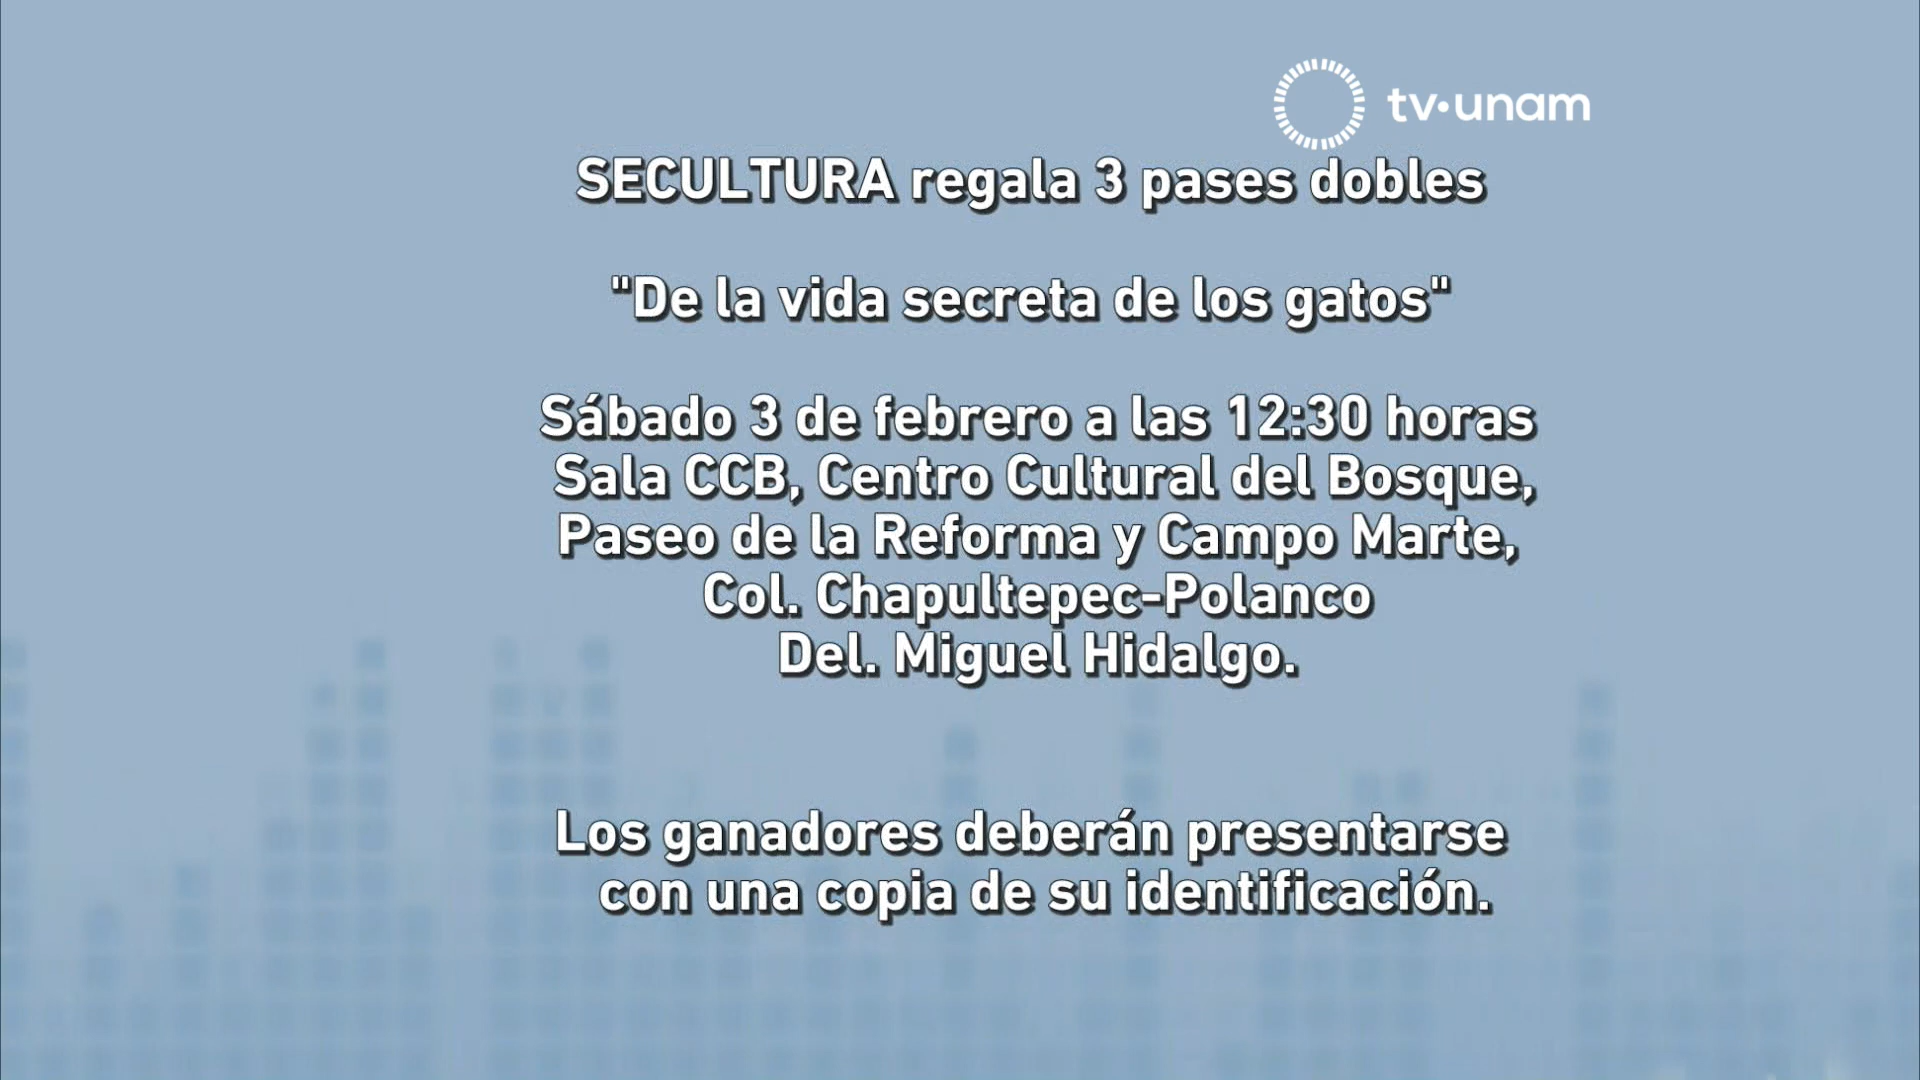 tv·unam
SECULTURA regala 3 pases dobles
"De la vida secreta de los gatos"
Sábado 3 de febrero a las 12:30 horas
Sala CCB, Centro Cultural del Bosque,
Paseo de la Reforma y Campo Marte,
Col. Chapultepec-Polanco
Del. Miguel Hidalgo.
Los ganadores deberán presentarse
con una copia de su identificación.